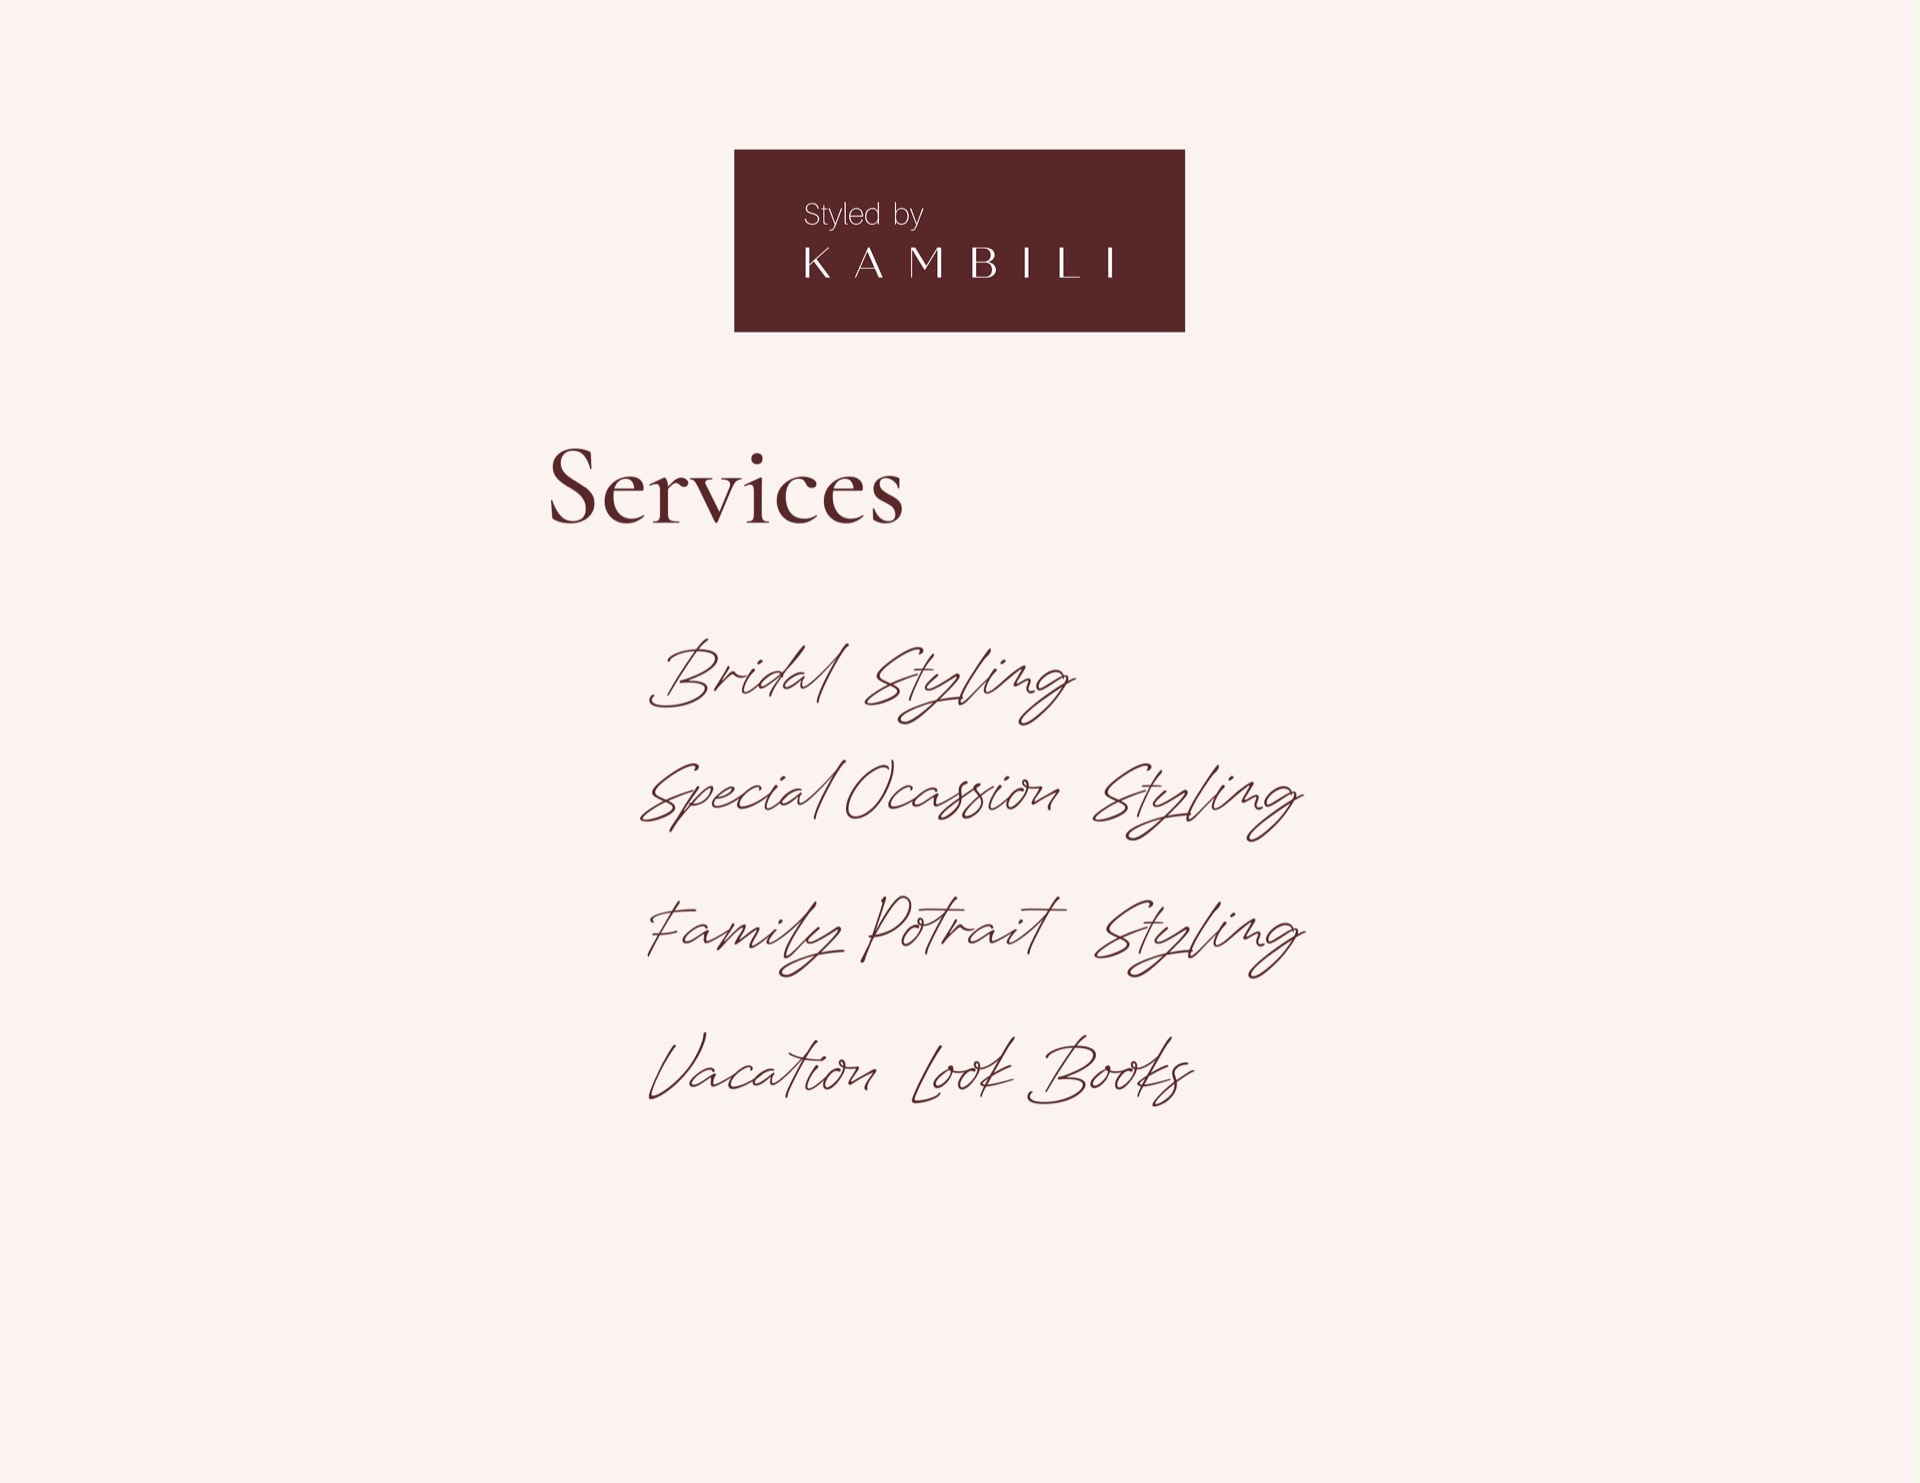 Styled by
KAMBILI
Services
Bridal Styling
Special Ocassion Styling
Family Potrait Styling
Vacation Look Books